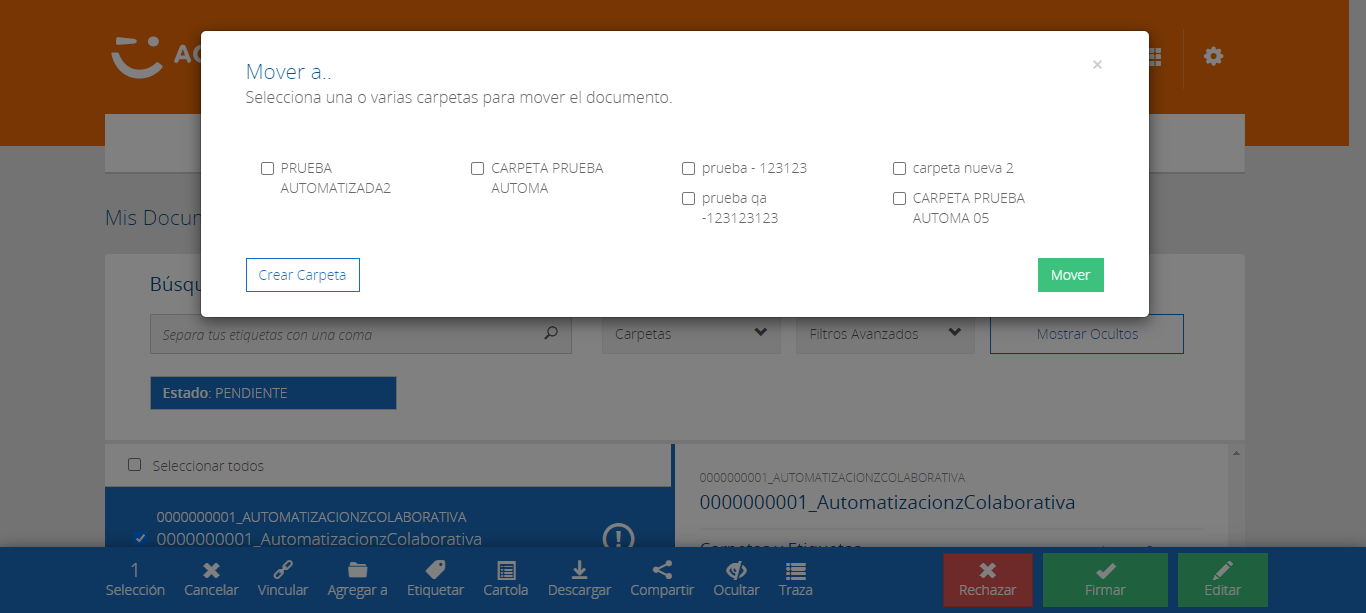 Mover a..
×
Selecciona una o varias carpetas para mover el documento.
PRUEBA
AUTOMATIZADA2
CARPETA PRUEBA
AUTOMA
prueba - 123123
prueba qa
-123123123
carpeta nueva 2
CARPETA PRUEBA
AUTOMA 05
Crear Carpeta
Mover
Mis Docum
Búsqu
Separa tus etiquetas con una coma
Carpetas
Filtros Avanzados
Mostrar Ocultos
Estado: PENDIENTE
Seleccionar todos
0000000001_AUTOMATIZACIONZCOLABORATIVA
0000000001_AutomatizacionzColaborativa
0000000001_AUTOMATIZACIONZCOLABORATIVA
0000000001_AutomatizacionzColaborativa
Carpetas y Etiquetas
1
Selección
Cancelar
Vincular
Agregar a
Etiquetar
Cartola
Descargar
Compartir
Ocultar
Traza
Rechazar
Firmar
Editar